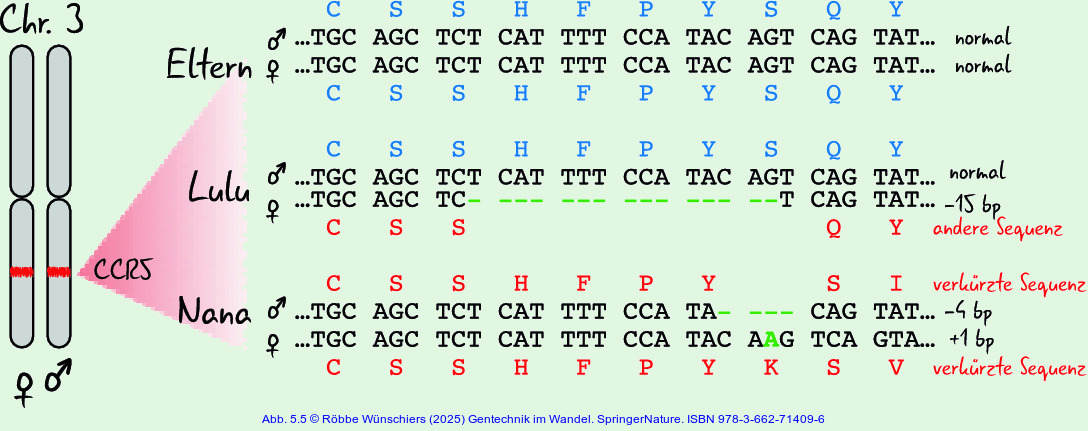 Chr. 3
C S S H F P Y S Q Y
Eltern ♂ ...TGC AGC TCT CAT TTT CCA TAC AGT CAG TAT... normal
♀ ...TGC AGC TCT CAT TTT CCA TAC AGT CAG TAT... normal
C S S H F P Y S Q Y
C S S H F P Y S Q Y
Lulu ♂ ...TGC AGC TCT CAT TTT CCA TAC AGT CAG TAT... normal
♀ ...TGC AGC TC- --- --- --- --- --T CAG TAT... -15 bp
C S S Q Y andere Sequenz
CCR5
C S S H F P Y S I verkürzte Sequenz
Nana ♂ ...TGC AGC TCT CAT TTT CCA TA- --- CAG TAT... -4 bp
♀ ...TGC AGC TCT CAT TTT CCA TAC AAG TCA GTA... +1 bp
C S S H F P Y K S V verkürzte Sequenz
♀ ♂
Abb. 5.5 © Röbbe Wünschiers (2025) Gentechnik im Wandel. SpringerNature. ISBN 978-3-662-71409-6